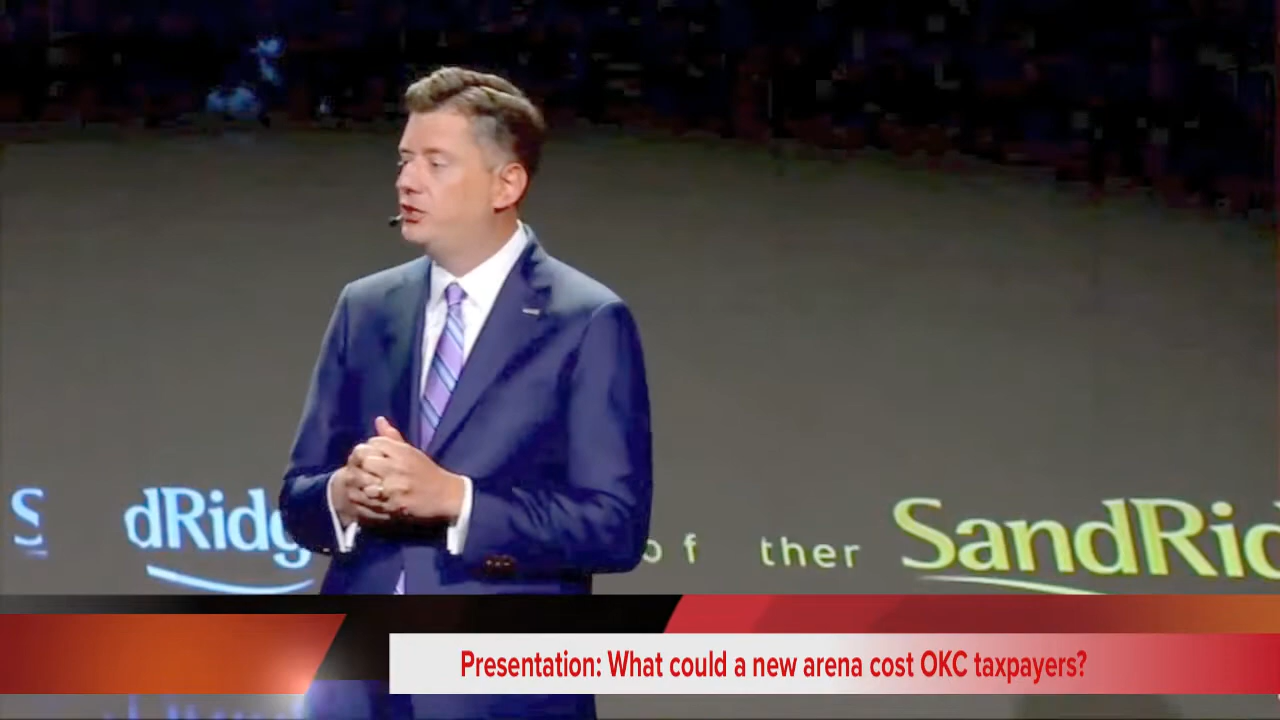 S dRidg
of ther
SandRid
Presentation: What could a new arena cost OKC taxpayers?